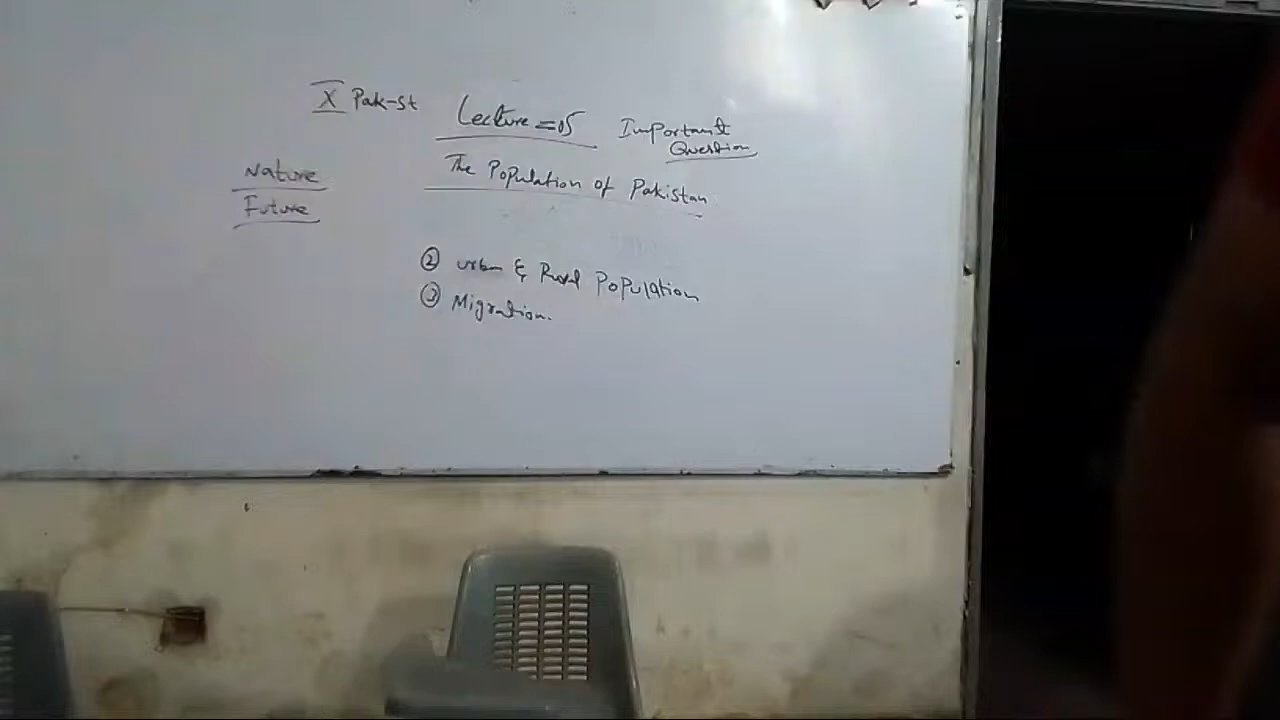 X Pak-St Lecture =05 Important
Question
The Population of Pakistan
Nature
Future
② urban & Rural Population
③ Migration.